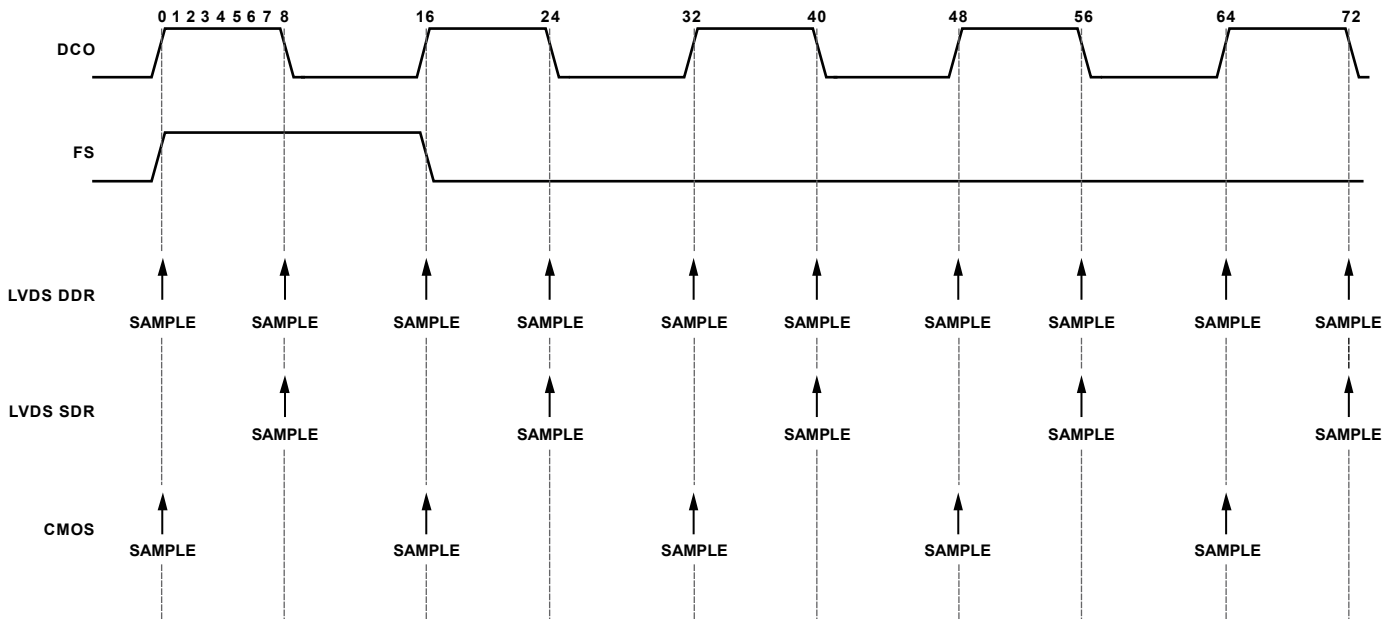 0 1 2 3 4 5 6 7 8 16 24 32 40 48 56 64 72
DCO
FS
LVDS DDR
SAMPLE SAMPLE SAMPLE SAMPLE SAMPLE SAMPLE SAMPLE SAMPLE SAMPLE SAMPLE
LVDS SDR
SAMPLE SAMPLE SAMPLE SAMPLE SAMPLE
CMOS
SAMPLE SAMPLE SAMPLE SAMPLE SAMPLE